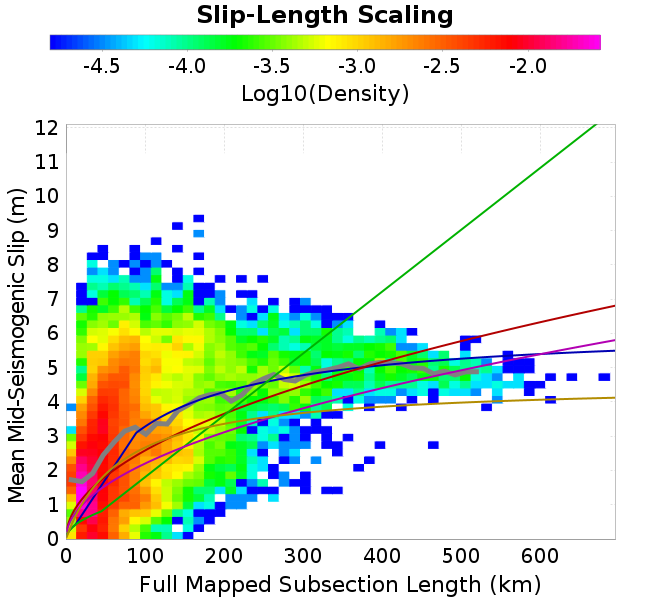 Slip-Length Scaling
-4.5 -4.0 -3.5 -3.0 -2.5 -2.0
Log10(Density)
Mean Mid-Seismogenic Slip (m)
12
11
10
9
8
7
6
5
4
3
2
1
0
0 100 200 300 400 500 600
Full Mapped Subsection Length (km)